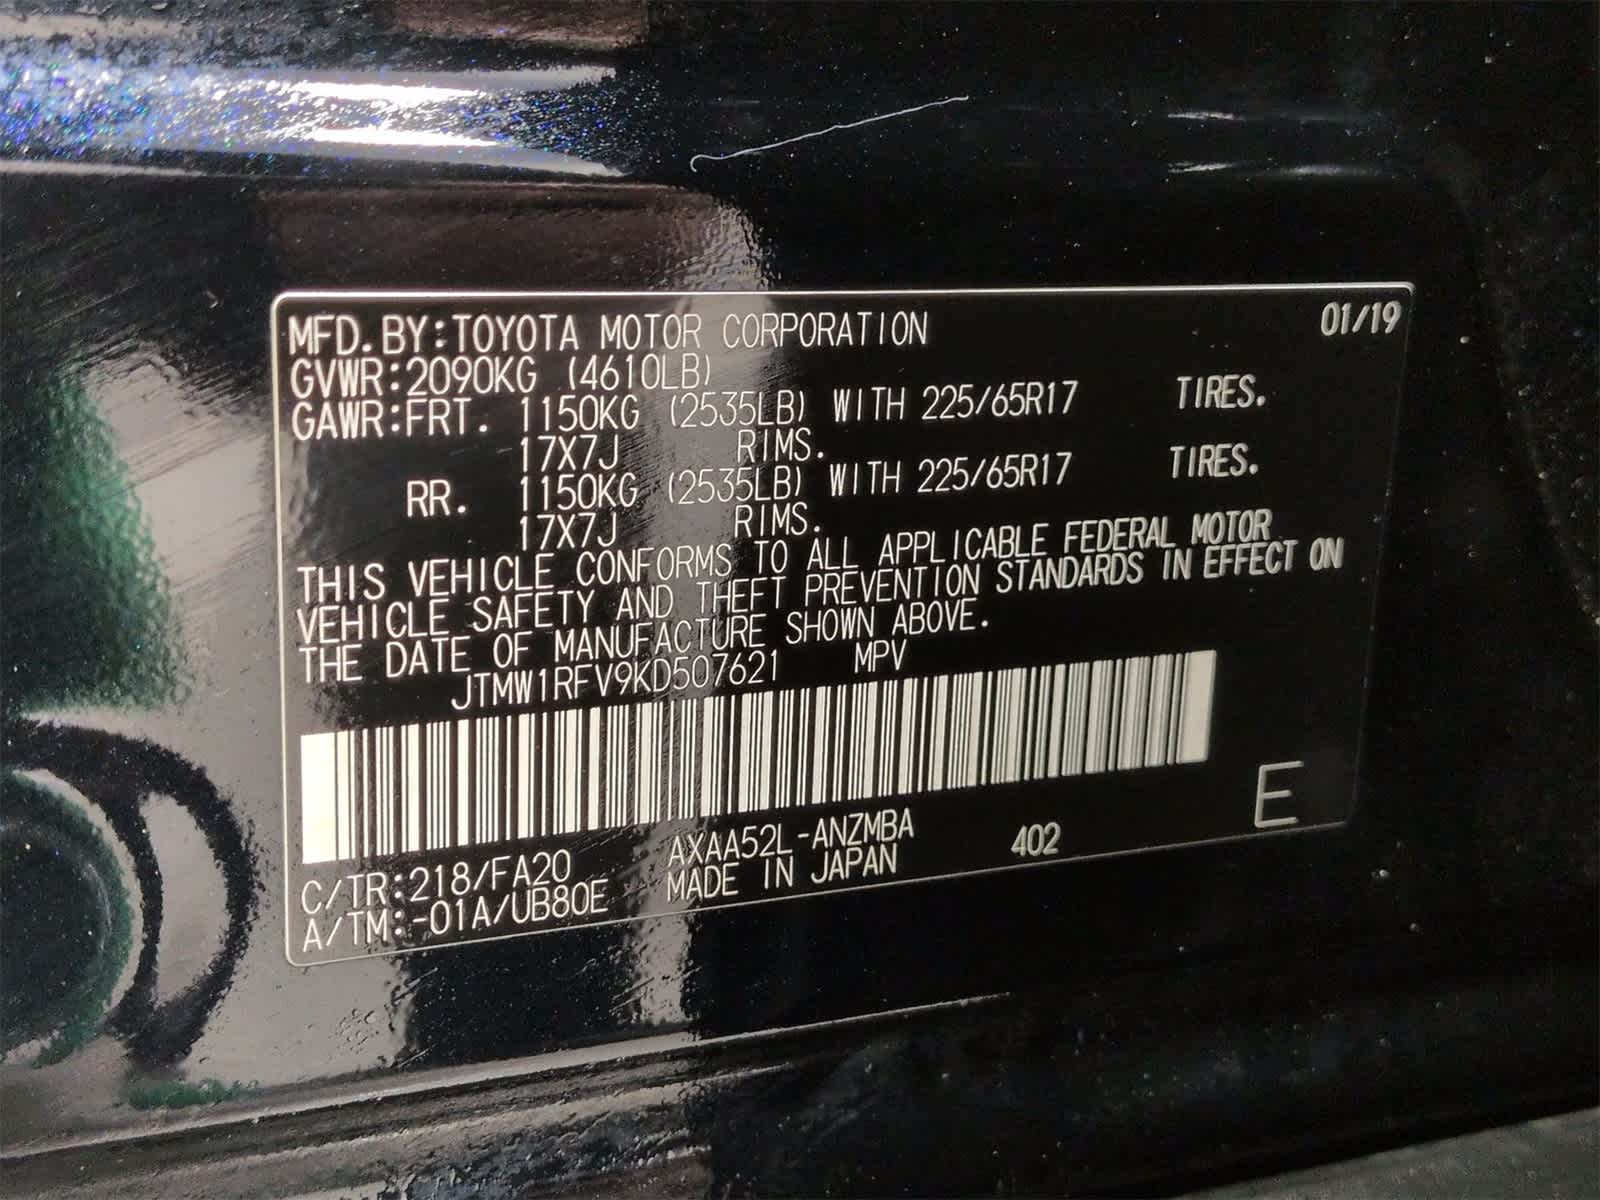 01/19
MFD.BY:TOYOTA MOTOR CORPORATION
GVWR:2090KG (4610LB)
GAWR:FRT. 1150KG (2535LB) WITH 225/65R17 TIRES.
17X7J RIMS.
RR. 1150KG (2535LB) WITH 225/65R17 TIRES.
17X7J RIMS.
THIS VEHICLE CONFORMS TO ALL APPLICABLE FEDERAL MOTOR
VEHICLE SAFETY AND THEFT PREVENTION STANDARDS IN EFFECT ON
THE DATE OF MANUFACTURE SHOWN ABOVE.
JTMW1RFV9KD507621 MPV
E
C/TR:218/FA20 AXAA52L-ANZMBA 402
A/TM:-01A/UB80E MADE IN JAPAN